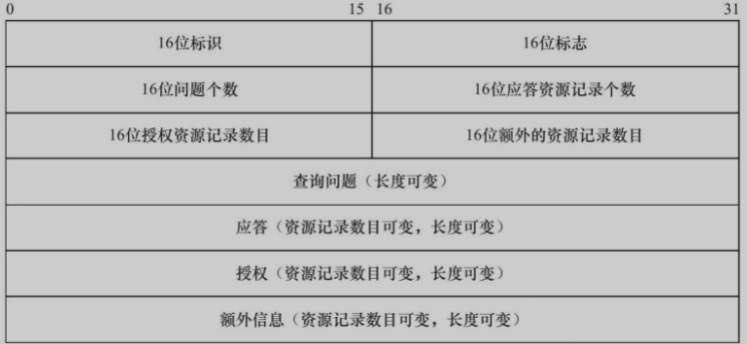 0 15 16 31
16位标识 16位标志
16位问题个数 16位应答资源记录个数
16位授权资源记录数目 16位额外的资源记录数目
查询问题（长度可变）
应答（资源记录数目可变，长度可变）
授权（资源记录数目可变，长度可变）
额外信息（资源记录数目可变，长度可变）